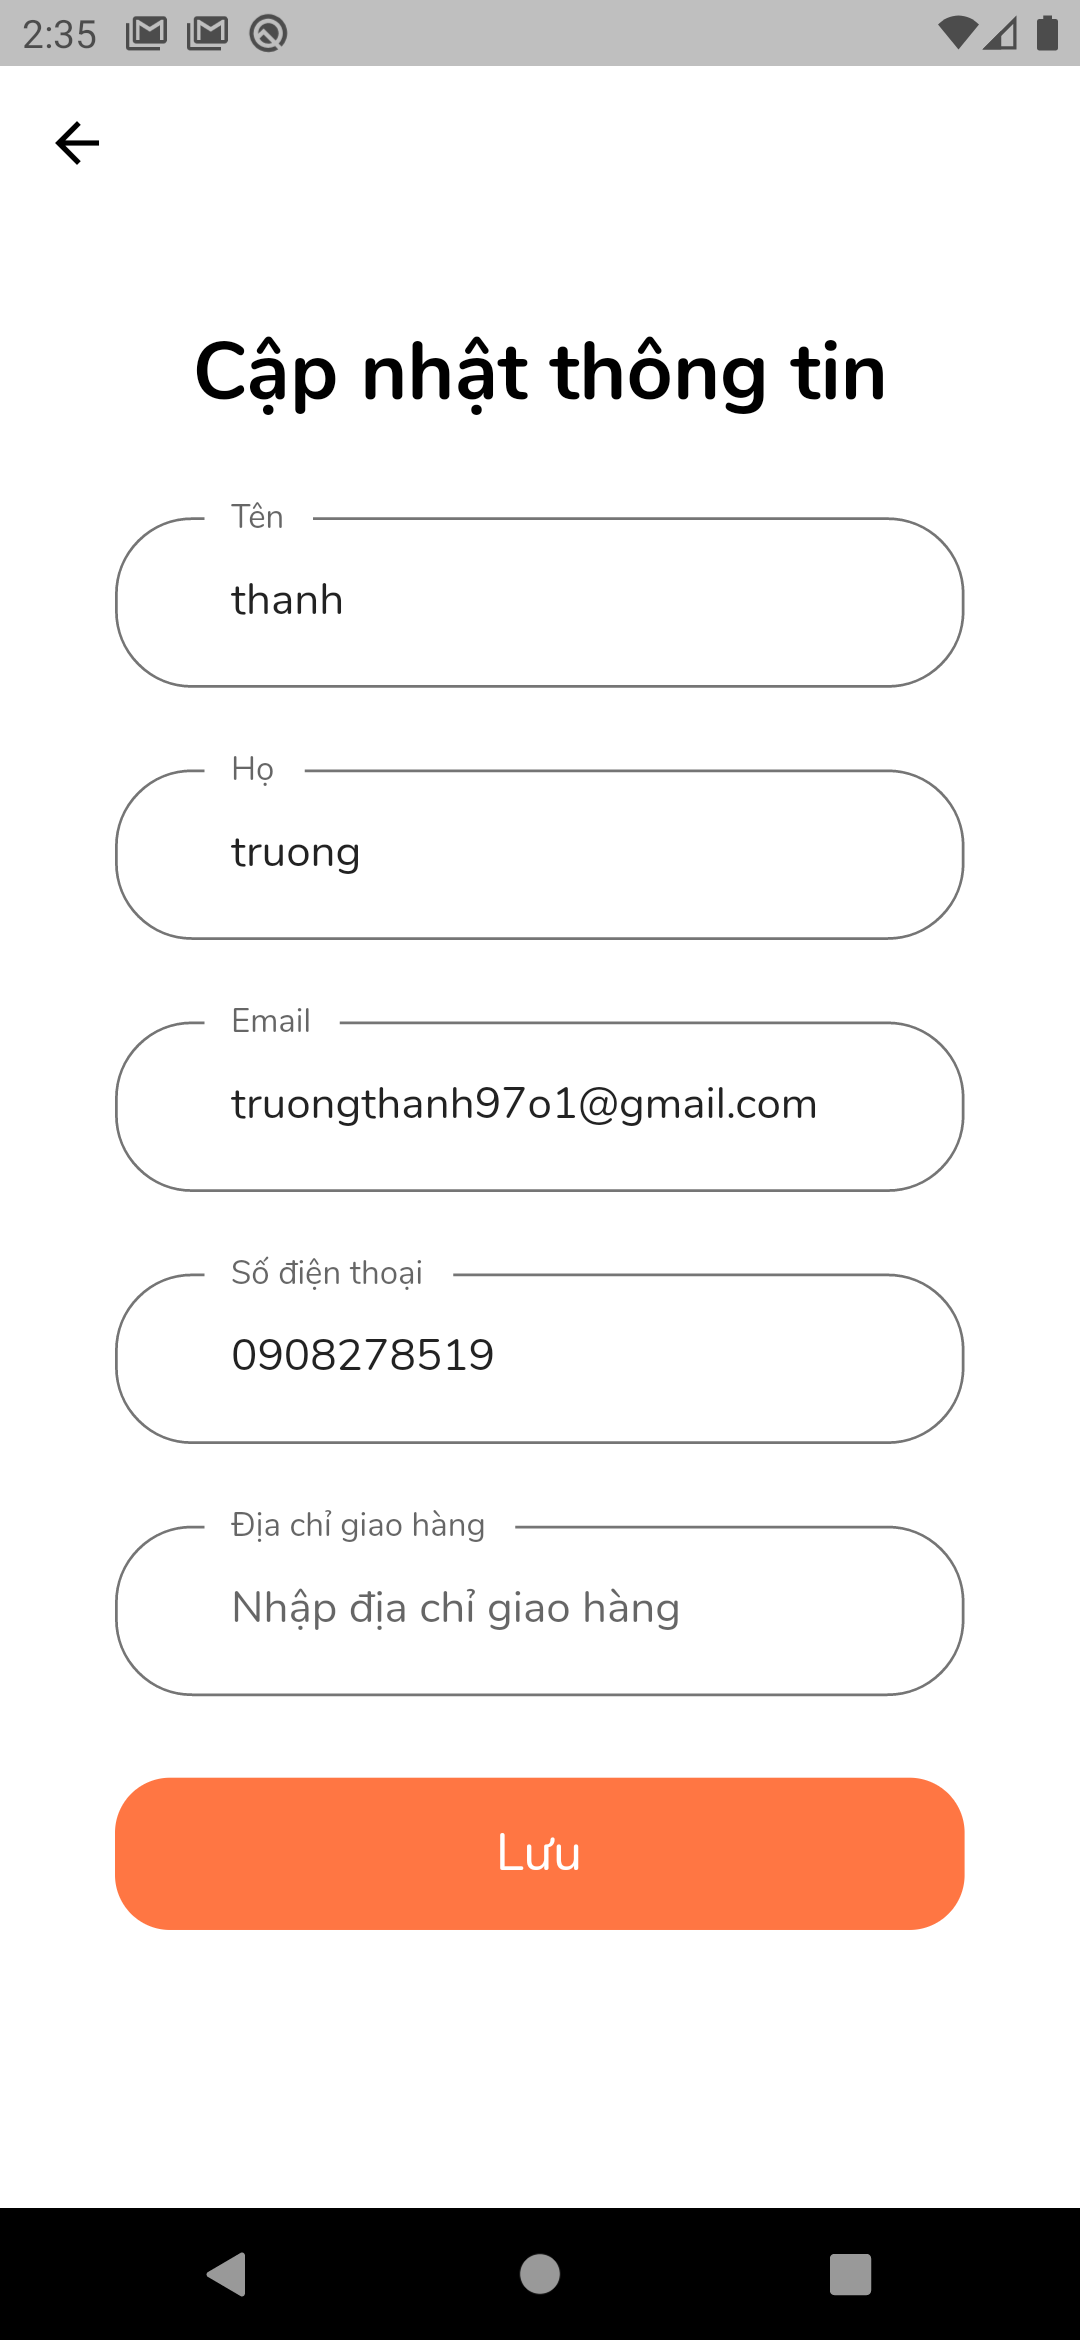 2:35
Cập nhật thông tin
Tên
thanh
Họ
truong
Email
truongthanh97o1@gmail.com
Số điện thoại
0908278519
Địa chỉ giao hàng
Nhập địa chỉ giao hàng
Lưu